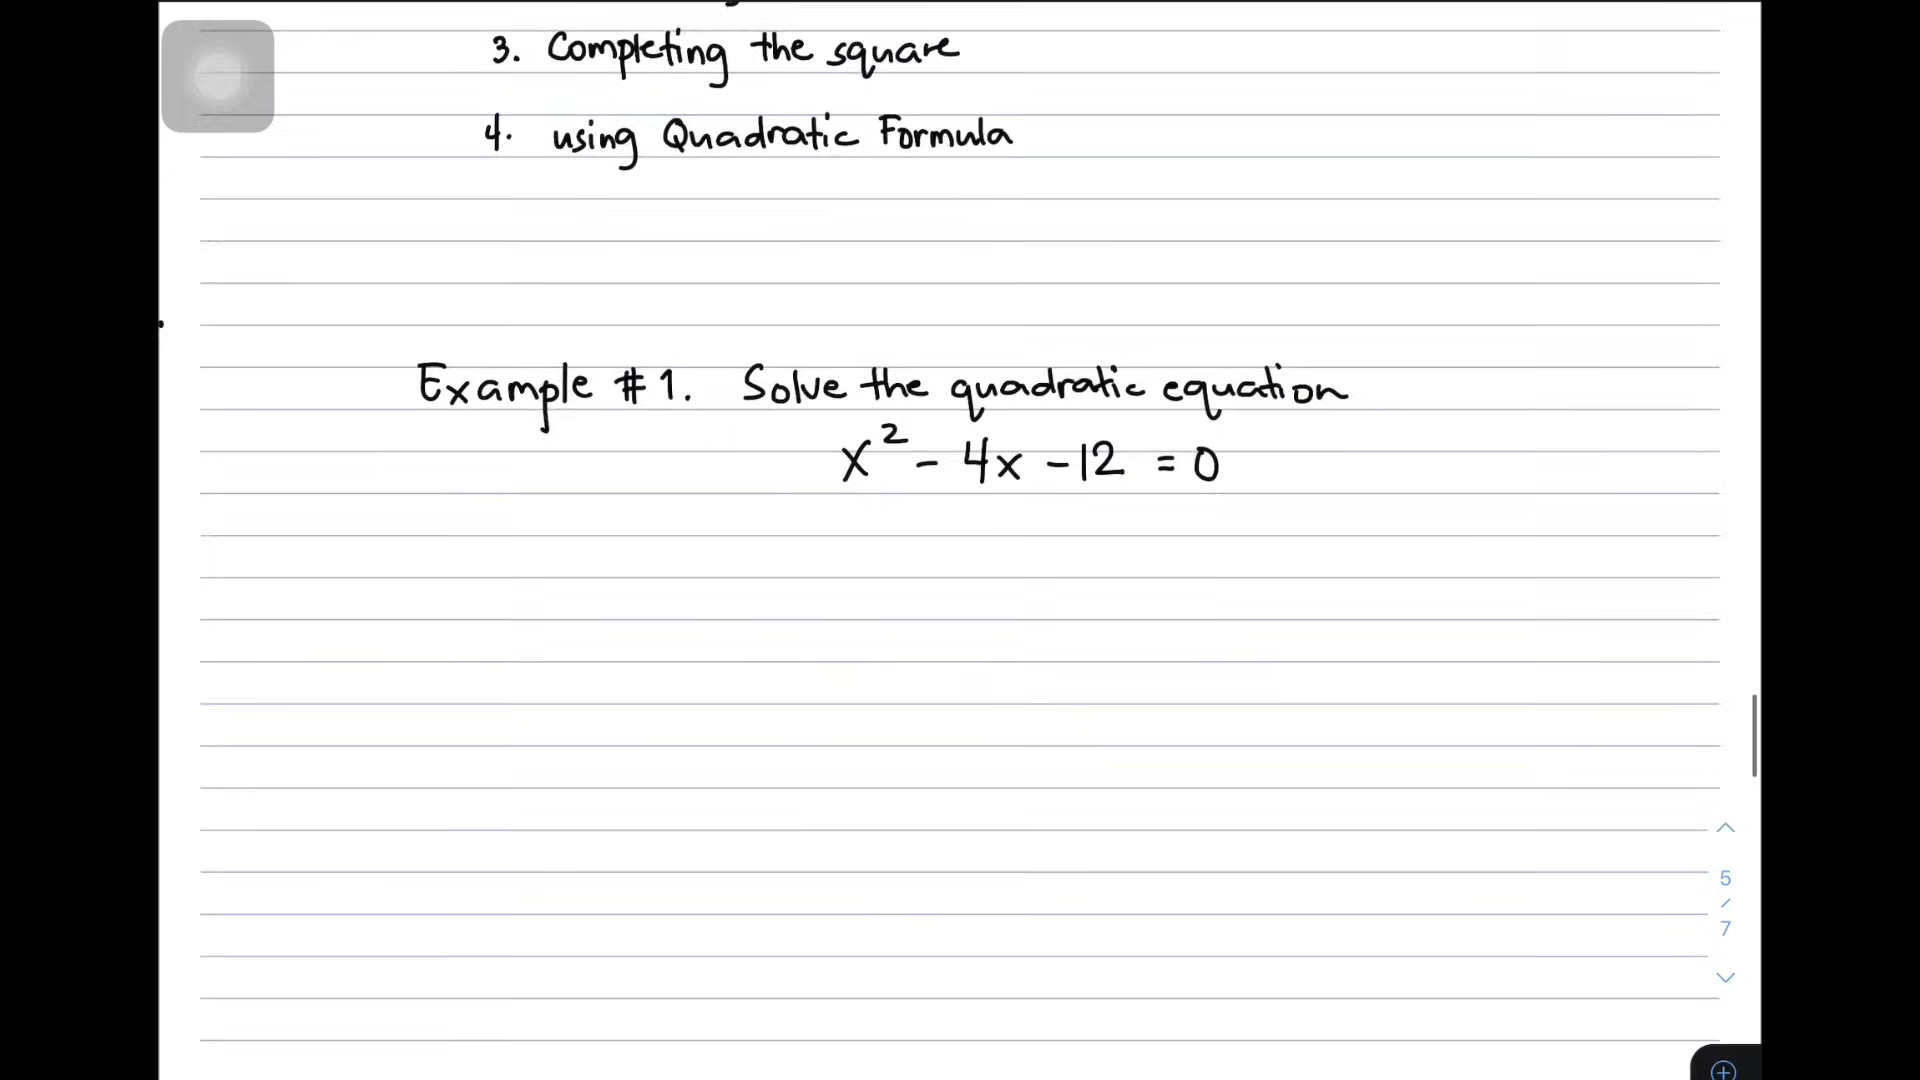 3. Completing the square
4. using Quadratic Formula
Example #1. Solve the quadratic equation
x² - 4x - 12 = 0
5
/
7